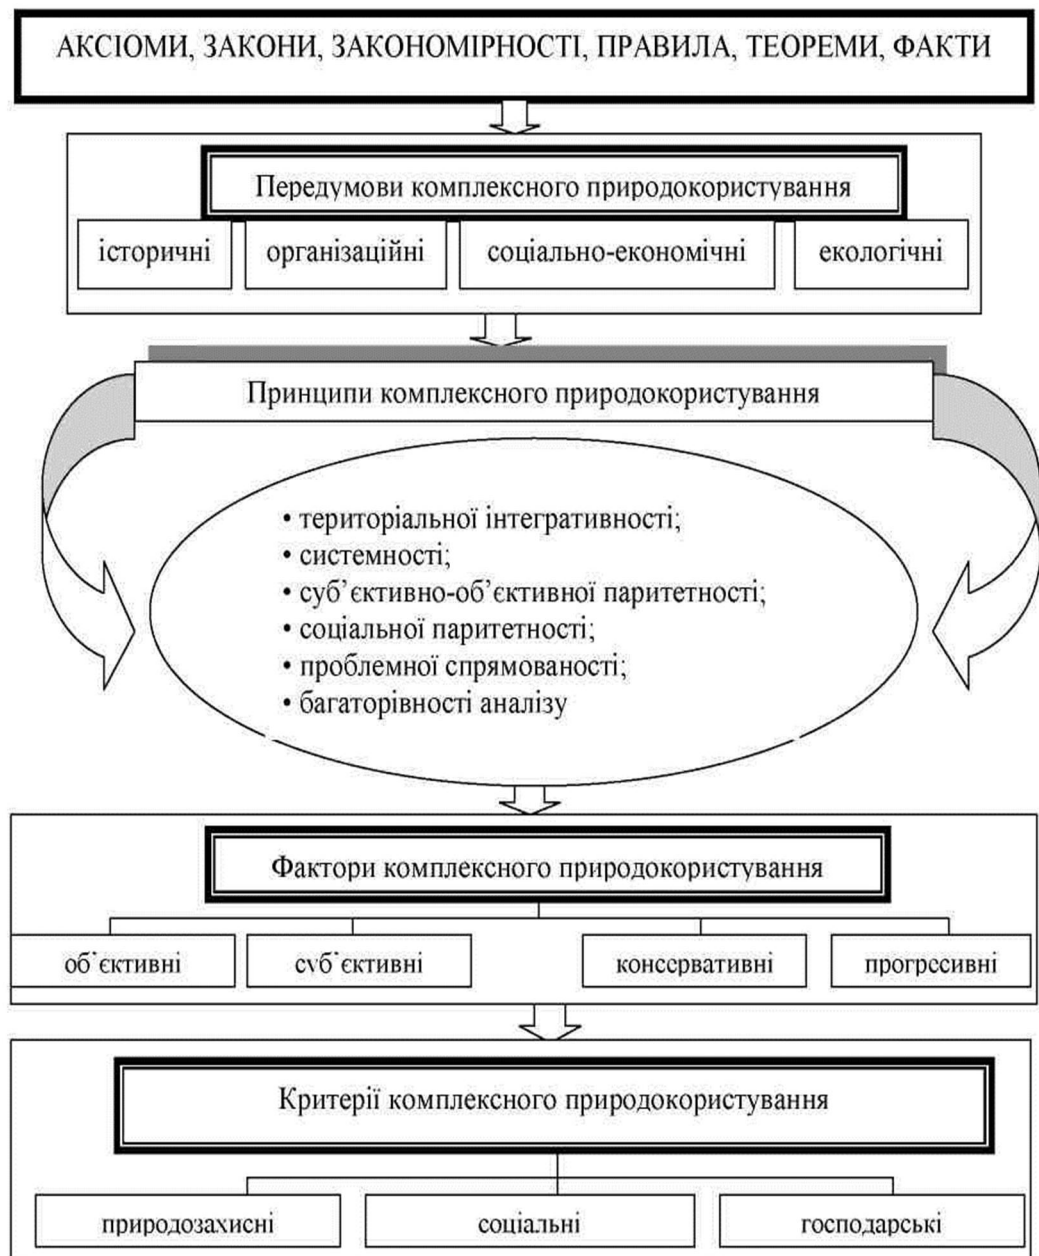 АКСІОМИ, ЗАКОНИ, ЗАКОНОМІРНОСТІ, ПРАВИЛА, ТЕОРЕМИ, ФАКТИ
Передумови комплексного природокористування
історичні
організаційні
соціально-економічні
екологічні
Принципи комплексного природокористування
• територіальної інтегративності;
• системності;
• суб’єктивно-об’єктивної паритетності;
• соціальної паритетності;
• проблемної спрямованості;
• багаторівності аналізу
Фактори комплексного природокористування
об’єктивні
суб’єктивні
консервативні
прогресивні
Критерії комплексного природокористування
природозахисні
соціальні
господарські